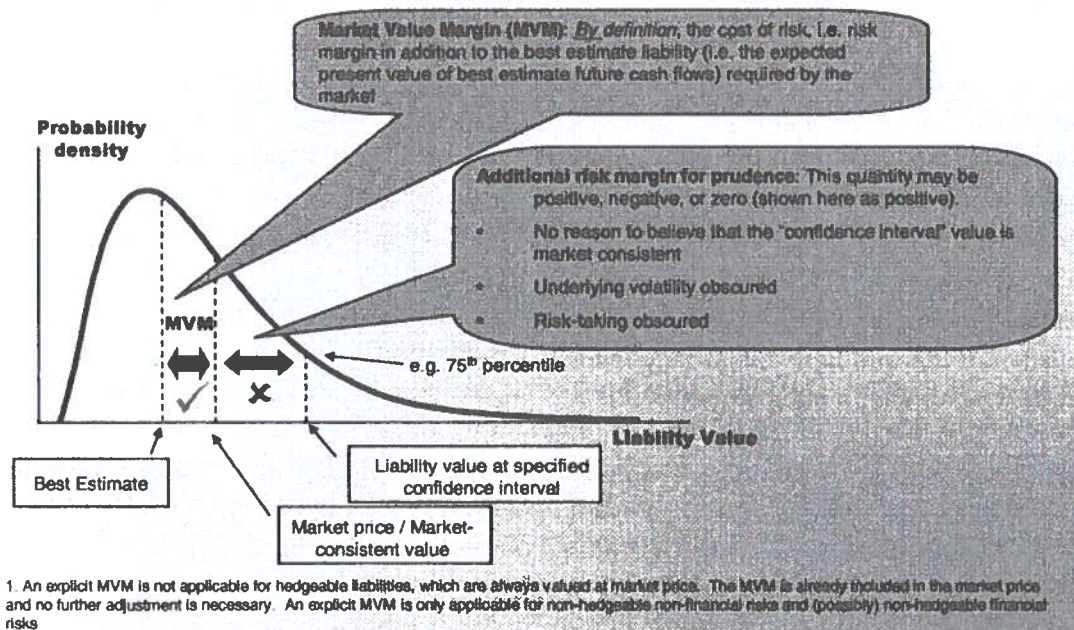 Market Value Margin (MVM): By definition, the cost of risk, i.e. risk
margin in addition to the best estimate liability (i.e. the expected
present value of best estimate future cash flows) required by the
market
Probability
density
Additional risk margin for prudence: This quantity may be
positive, negative, or zero (shown here as positive).
• No reason to believe that the "confidence interval" value is
market consistent
• Underlying volatility obscured
• Risk-taking obscured
MVM
e.g. 75th percentile
Liability Value
Best Estimate
Liability value at specified
confidence interval
Market price / Market-
consistent value
1. An explicit MVM is not applicable for hedgeable liabilities, which are always valued at market price. The MVM is already included in the market price
and no further adjustment is necessary. An explicit MVM is only applicable for non-hedgeable non-financial risks and (possibly) non-hedgeable financial
risks